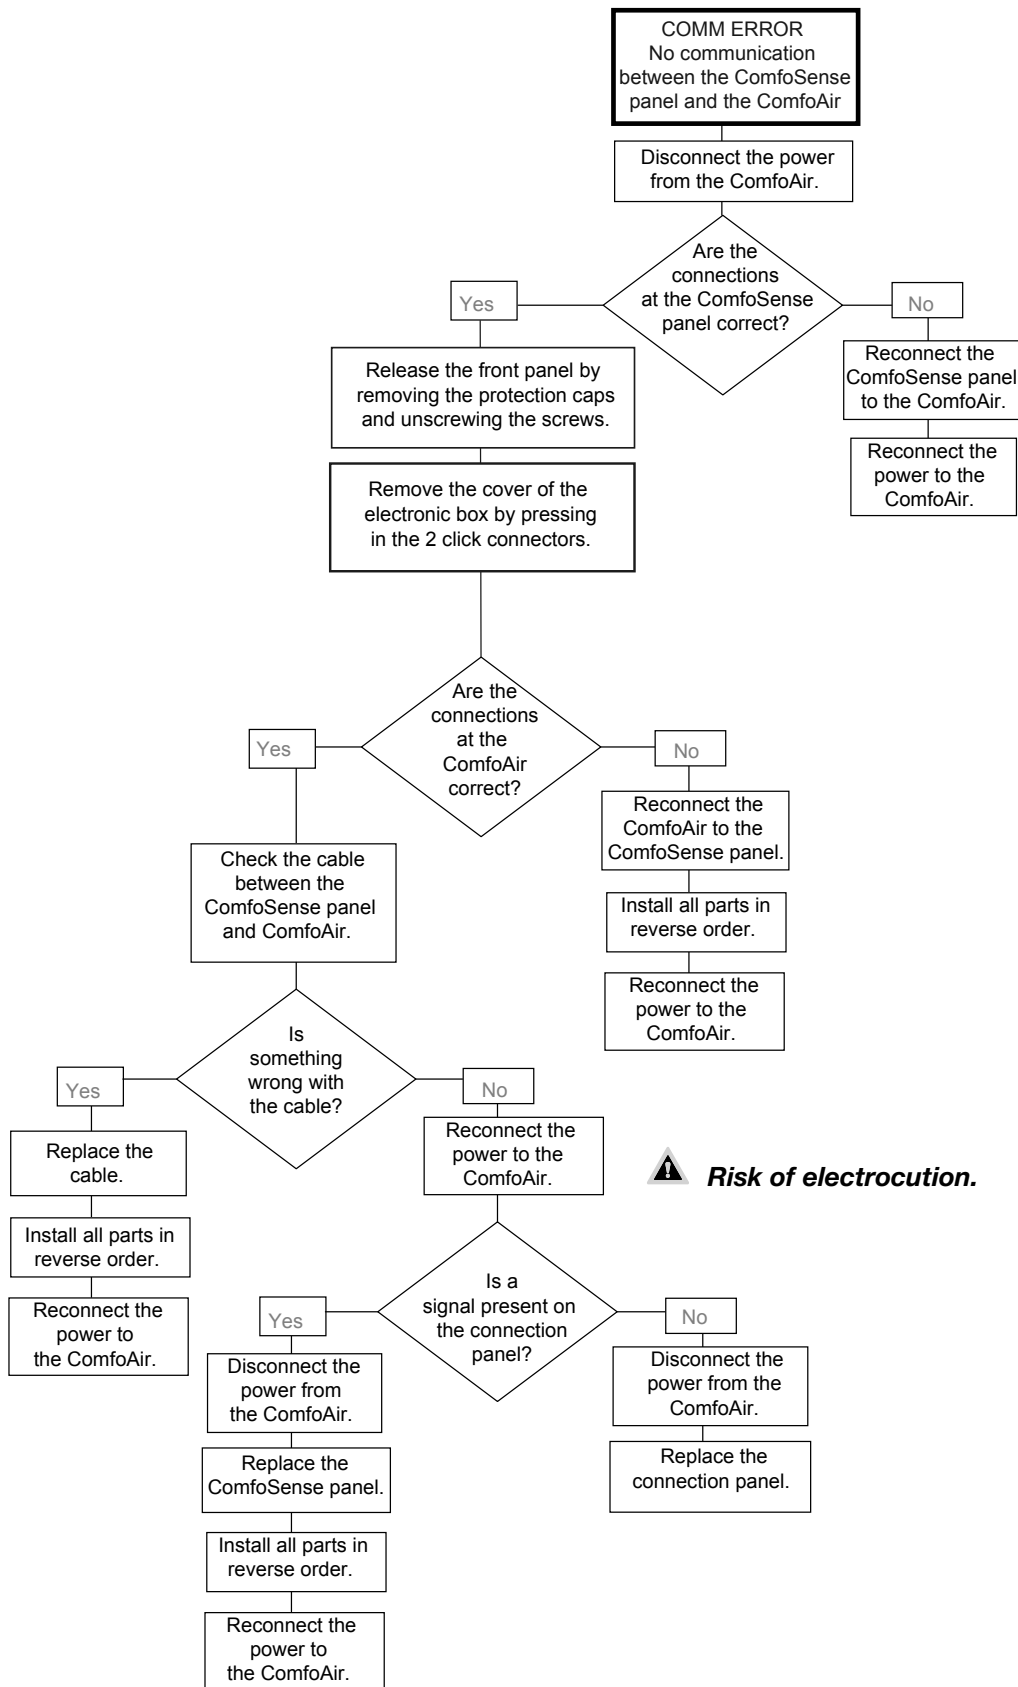 COMM ERROR
No communication
between the ComfoSense
panel and the ComfoAir
Disconnect the power
from the ComfoAir.
Are the
connections
at the ComfoSense
panel correct?
Yes
No
Release the front panel by
removing the protection caps
and unscrewing the screws.
Reconnect the
ComfoSense panel
to the ComfoAir.
Reconnect the
power to the
ComfoAir.
Remove the cover of the
electronic box by pressing
in the 2 click connectors.
Are the
connections
at the
ComfoAir
correct?
Yes
No
Check the cable
between the
ComfoSense panel
and ComfoAir.
Reconnect the
ComfoAir to the
ComfoSense panel.
Install all parts in
reverse order.
Reconnect the
power to the
ComfoAir.
Is
something
wrong with
the cable?
Yes
No
Replace the
cable.
Install all parts in
reverse order.
Reconnect the
power to
the ComfoAir.
Reconnect the
power to the
ComfoAir.
Risk of electrocution.
Is a
signal present on
the connection
panel?
Yes
No
Disconnect the
power from
the ComfoAir.
Replace the
ComfoSense panel.
Install all parts in
reverse order.
Reconnect the
power to
the ComfoAir.
Disconnect the
power from the
ComfoAir.
Replace the
connection panel.